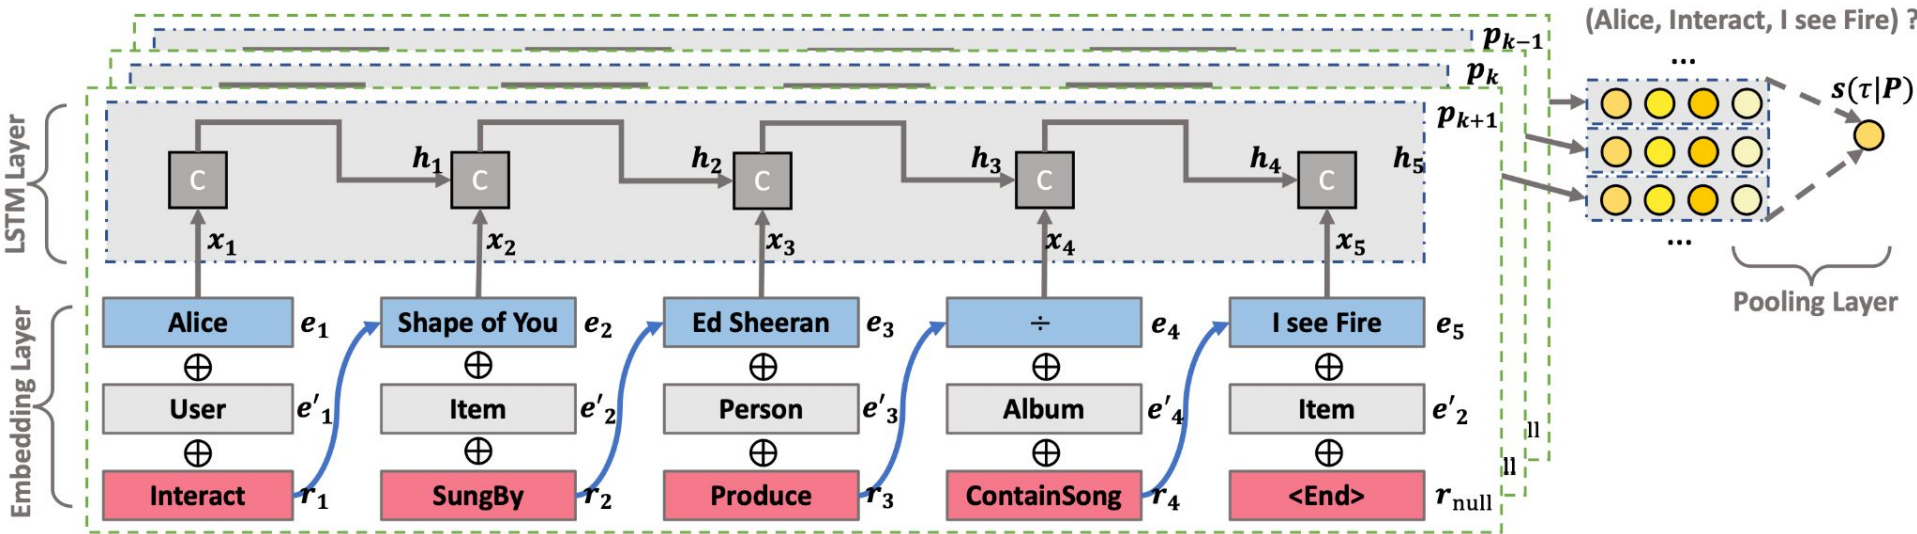 (Alice, Interact, I see Fire) ?
p_{k-1}
p_k
p_{k+1}
...
s(τ|P)
...
Pooling Layer
LSTM Layer
C
h_1
C
h_2
C
h_3
C
h_4
C
h_5
x_1
x_2
x_3
x_4
x_5
Embedding Layer
Alice
e_1
Shape of You
e_2
Ed Sheeran
e_3
÷
e_4
I see Fire
e_5
⊕ ⊕ ⊕ ⊕ ⊕
User
e'_1
Item
e'_2
Person
e'_3
Album
e'_4
Item
e'_2
ll
⊕ ⊕ ⊕ ⊕ ⊕
ll
Interact
r_1
SungBy
r_2
Produce
r_3
ContainSong
r_4
<End>
r_null